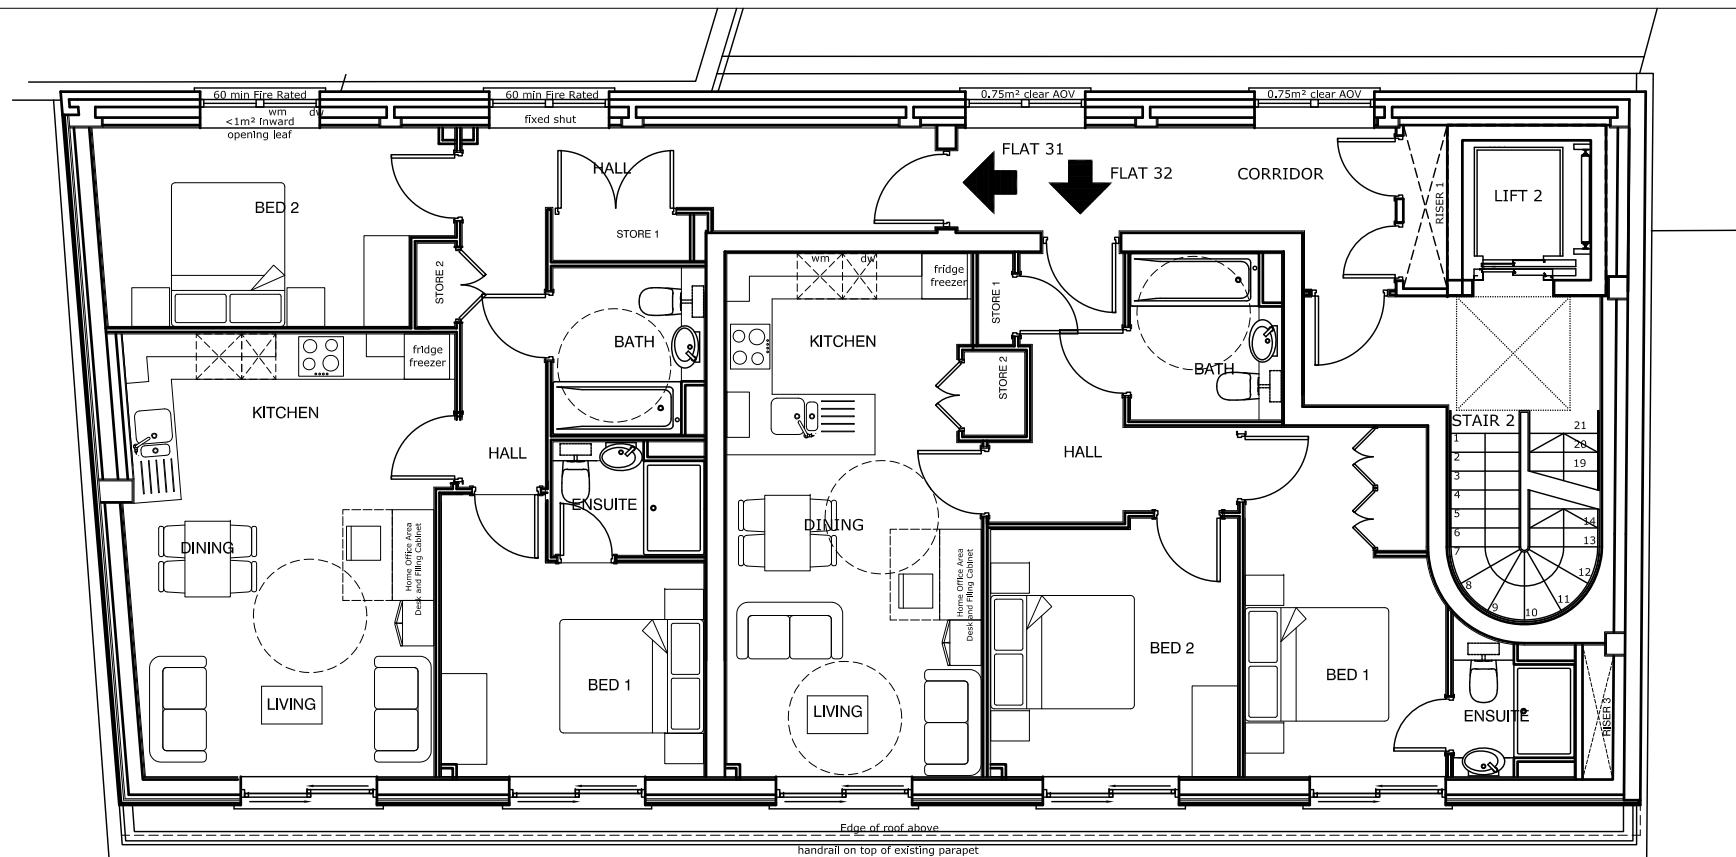 60 min Fire Rated
60 min Fire Rated
0.75m² clear AOV
0.75m² clear AOV
wm
dw
<1m² Inward
opening leaf
fixed shut
FLAT 31
FLAT 32
CORRIDOR
HALL
BED 2
STORE 1
STORE 2
RISER 1
LIFT 2
wm
dw
fridge
freezer
STORE 1
KITCHEN
BATH
fridge
freezer
KITCHEN
BATH
STORE 2
STAIR 2
HALL
HALL
1
2
3
4
5
6
7
8
9
10
11
12
13
14
19
20
21
ENSUITE
DINING
DINING
Home Office Area
Desk and Filing Cabinet
Home Office Area
Desk and Filing Cabinet
BED 1
LIVING
LIVING
BED 2
BED 1
ENSUITE
RISER 3
Edge of roof above
handrail on top of existing parapet